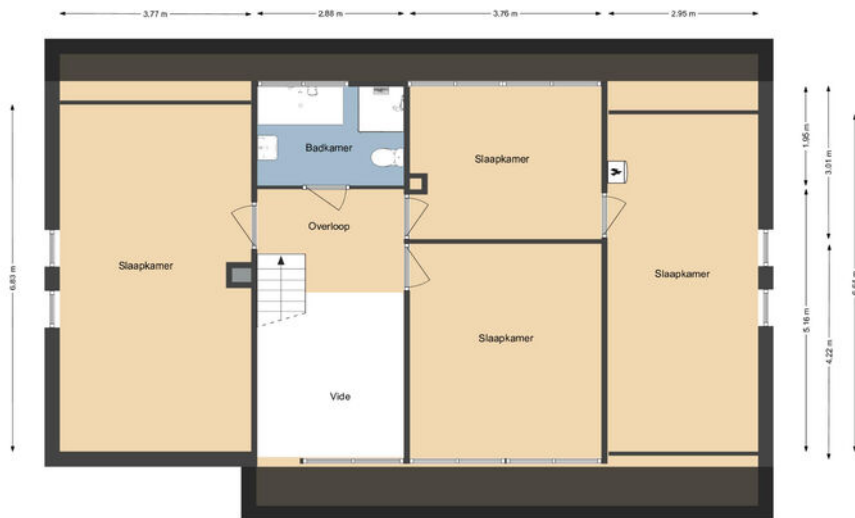 3.77 m
2.88 m
3.76 m
2.95 m
Badkamer
Slaapkamer
1.95 m
3.01 m
Overloop
Slaapkamer
Slaapkamer
6.83 m
5.16 m
4.22 m
Slaapkamer
Vide